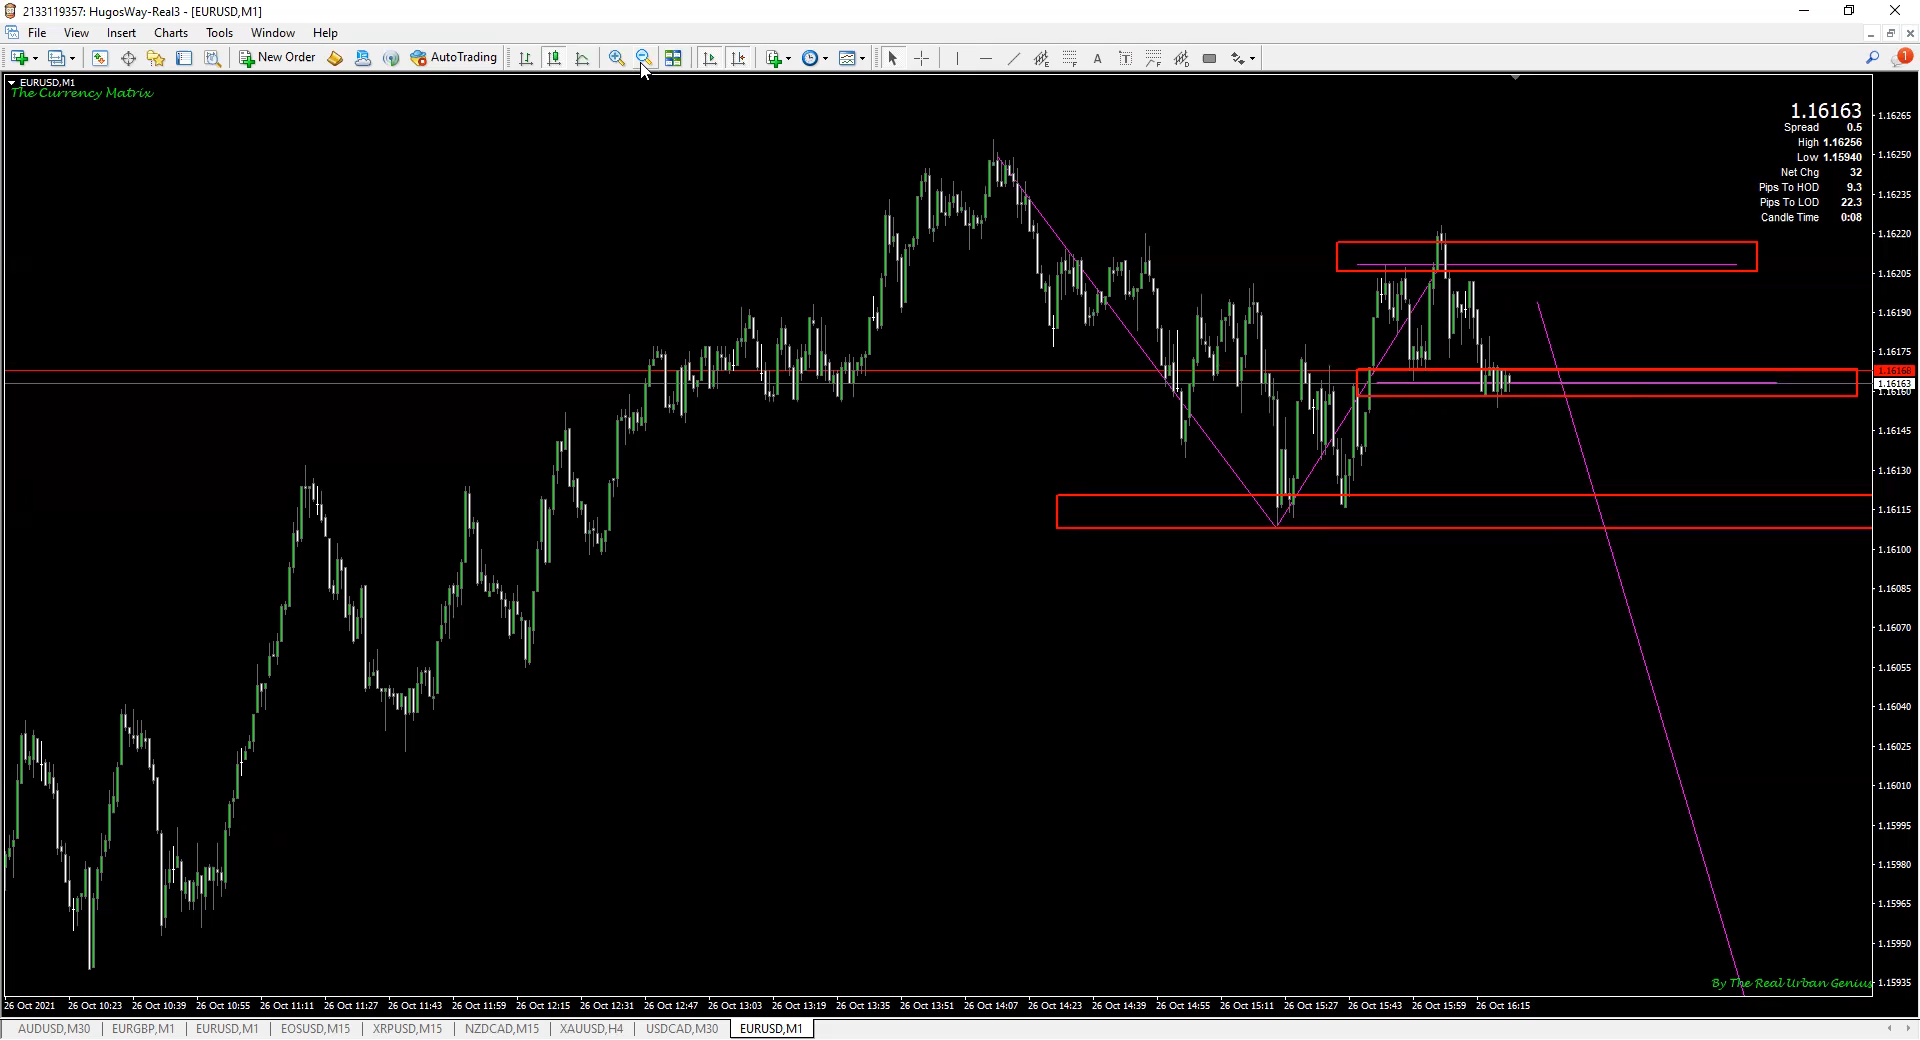 2133119357: HugosWay-Real3 - [EURUSD,M1]
File View Insert Charts Tools Window Help
New Order AutoTrading
A T E F F E
1
EURUSD,M1
The Currency Matrix
1.16163
Spread 0.5
High 1.16256
Low 1.15940
Net Chg 32
Pips To HOD 9.3
Pips To LOD 22.3
Candle Time 0:08
1.16265
1.16250
1.16235
1.16220
1.16205
1.16190
1.16175
1.16168
1.16163
1.16160
1.16145
1.16130
1.16115
1.16100
1.16085
1.16070
1.16055
1.16040
1.16025
1.16010
1.15995
1.15980
1.15965
1.15950
1.15935
By The Real Urban Genius
26 Oct 2021 26 Oct 10:23 26 Oct 10:39 26 Oct 10:55 26 Oct 11:11 26 Oct 11:27 26 Oct 11:43 26 Oct 11:59 26 Oct 12:15 26 Oct 12:31 26 Oct 12:47 26 Oct 13:03 26 Oct 13:19 26 Oct 13:35 26 Oct 13:51 26 Oct 14:07 26 Oct 14:23 26 Oct 14:39 26 Oct 14:55 26 Oct 15:11 26 Oct 15:27 26 Oct 15:43 26 Oct 15:59 26 Oct 16:15
AUDUSD,M30 EURGBP,M1 EURUSD,M1 EOSUSD,M15 XRPUSD,M15 NZDCAD,M15 XAUUSD,H4 USDCAD,M30 EURUSD,M1